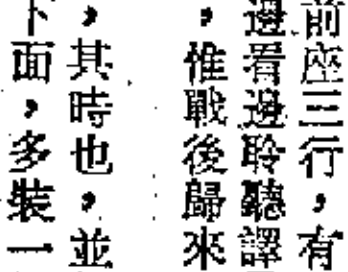 前座三行，有
邊看邊聆聽譯
，惟戰後歸來
，其時也，並
下面，多裝一